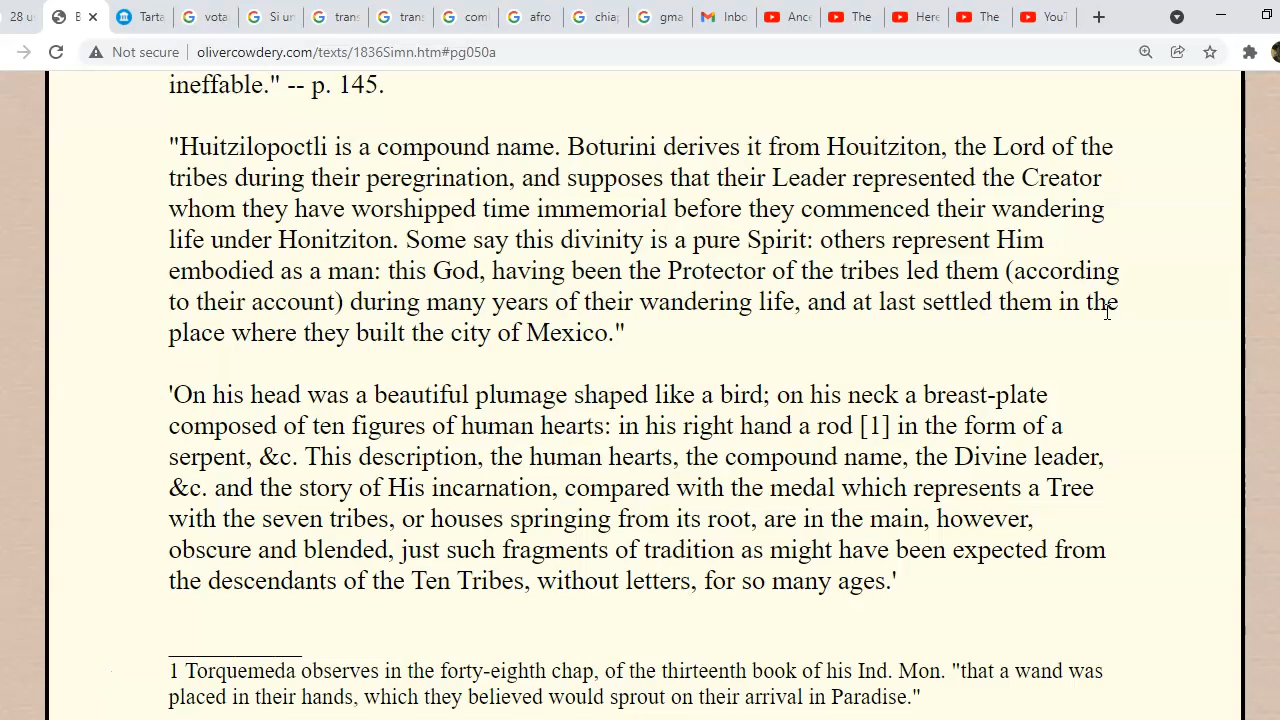 28 u
B
Tarta
vota
Si un
trans
trans
com
afro
chiap
gma
Inbo
Ance
The
Here
The
YouT
Not secure
olivercowdery.com/texts/1836Simn.htm#pg050a
ineffable." -- p. 145.
"Huitzilopoctli is a compound name. Boturini derives it from Houitziton, the Lord of the
tribes during their peregrination, and supposes that their Leader represented the Creator
whom they have worshipped time immemorial before they commenced their wandering
life under Honitziton. Some say this divinity is a pure Spirit: others represent Him
embodied as a man: this God, having been the Protector of the tribes led them (according
to their account) during many years of their wandering life, and at last settled them in the
place where they built the city of Mexico."
'On his head was a beautiful plumage shaped like a bird; on his neck a breast-plate
composed of ten figures of human hearts: in his right hand a rod [1] in the form of a
serpent, &c. This description, the human hearts, the compound name, the Divine leader,
&c. and the story of His incarnation, compared with the medal which represents a Tree
with the seven tribes, or houses springing from its root, are in the main, however,
obscure and blended, just such fragments of tradition as might have been expected from
the descendants of the Ten Tribes, without letters, for so many ages.'
1 Torquemeda observes in the forty-eighth chap, of the thirteenth book of his Ind. Mon. "that a wand was
placed in their hands, which they believed would sprout on their arrival in Paradise."